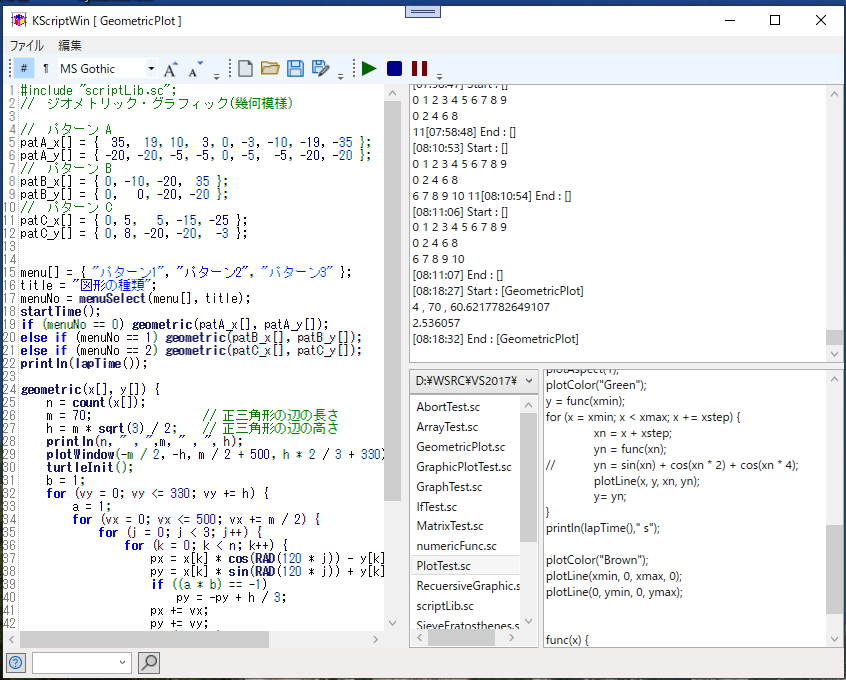 KScriptWin [ GeometricPlot ]
ファイル 編集
# ¶ MS Gothic A A
1 #include "scriptLib.sc";
2 // ジオメトリック・グラフィック(幾何模様)
3
4 // パターン A
5 patA_x[] = { 35, 19, 10, 3, 0, -3, -10, -19, -35 };
6 patA_y[] = { -20, -20, -5, -5, 0, -5, -5, -20, -20 };
7 // パターン B
8 patB_x[] = { 0, -10, -20, 35 };
9 patB_y[] = { 0, 0, -20, -20 };
10 // パターン C
11 patC_x[] = { 0, 5, 5, -15, -25 };
12 patC_y[] = { 0, 8, -20, -20, -3 };
13
14
15 menu[] = { "パターン1", "パターン2", "パターン3" };
16 title = "図形の種類";
17 menuNo = menuSelect(menu[], title);
18 startTime();
19 if (menuNo == 0) geometric(patA_x[], patA_y[]);
20 else if (menuNo == 1) geometric(patB_x[], patB_y[]);
21 else if (menuNo == 2) geometric(patC_x[], patC_y[]);
22 println(lapTime());
23
24 geometric(x[], y[]) {
25 n = count(x[]);
26 m = 70; // 正三角形の辺の長さ
27 h = m * sqrt(3) / 2; // 正三角形の辺の高さ
28 println(n, " , ",m, " , ", h);
29 plotWindow(-m / 2, -h, m / 2 + 500, h * 2 / 3 + 330)
30 turtleInit();
31 b = 1;
32 for (vy = 0; vy <= 330; vy += h) {
33 a = 1;
34 for (vx = 0; vx <= 500; vx += m / 2) {
35 for (j = 0; j < 3; j++) {
36 for (k = 0; k < n; k++) {
37 px = x[k] * cos(RAD(120 * j)) - y[k]
38 py = x[k] * sin(RAD(120 * j)) + y[k]
39 if ((a * b) == -1)
40 py = -py + h / 3;
41 px += vx;
42 py += vy;
[07:58:47] Start : []
0 1 2 3 4 5 6 7 8 9
0 2 4 6 8
11[07:58:48] End : []
[08:10:53] Start : []
0 1 2 3 4 5 6 7 8 9
0 2 4 6 8
6 7 8 9 10 11[08:10:54] End : []
[08:11:06] Start : []
0 1 2 3 4 5 6 7 8 9
0 2 4 6 8
6 7 8 9 10
[08:11:07] End : []
[08:18:27] Start : [GeometricPlot]
4 , 70 , 60.6217782649107
2.536057
[08:18:32] End : [GeometricPlot]
D:¥WSRC¥VS2017¥
AbortTest.sc
ArrayTest.sc
GeometricPlot.sc
GraphicPlotTest.sc
GraphTest.sc
IfTest.sc
MatrixTest.sc
numericFunc.sc
PlotTest.sc
RecuersiveGraphic.s
scriptLib.sc
SieveEratosthenes.s
plotAspect(1);
plotColor("Green");
y = func(xmin);
for (x = xmin; x < xmax; x += xstep) {
xn = x + xstep;
yn = func(xn);
// yn = sin(xn) + cos(xn * 2) + cos(xn * 4);
plotLine(x, y, xn, yn);
y= yn;
}
println(lapTime()," s");
plotColor("Brown");
plotLine(xmin, 0, xmax, 0);
plotLine(0, ymin, 0, ymax);
func(x) {